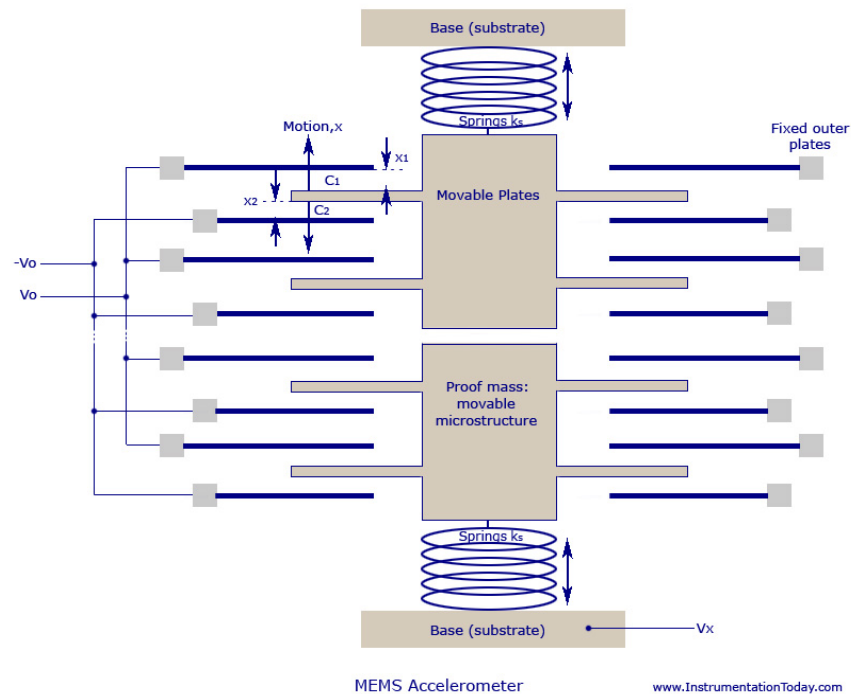 Base (substrate)
Springs ks
Motion,x
Fixed outer
plates
x1
C1
x2
Movable Plates
C2
-Vo
Vo
Proof mass:
movable
microstructure
Springs ks
Base (substrate)
Vx
MEMS Accelerometer
www.InstrumentationToday.com